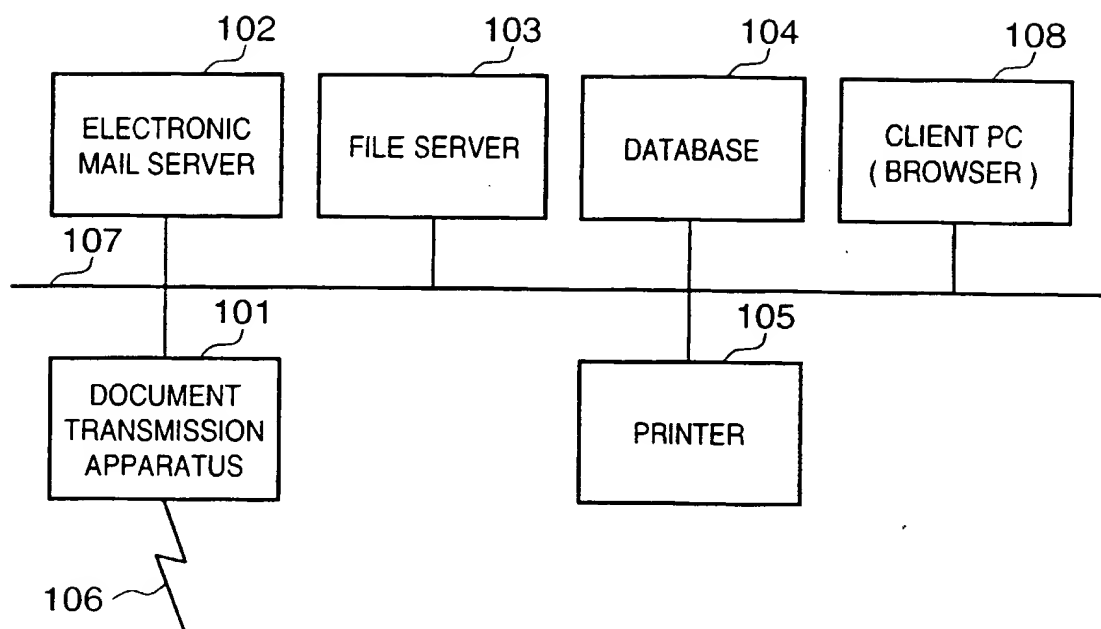 102
103
104
108
ELECTRONIC
MAIL SERVER
FILE SERVER
DATABASE
CLIENT PC
( BROWSER )
107
101
105
DOCUMENT
TRANSMISSION
APPARATUS
PRINTER
106